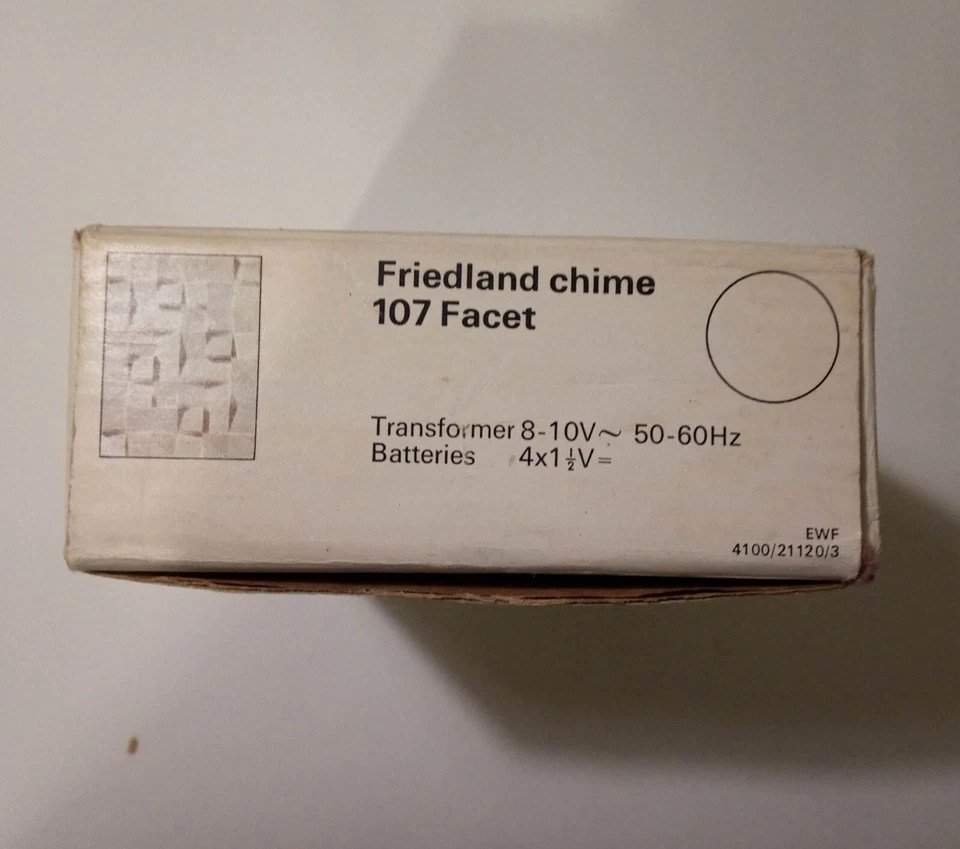 Friedland chime
107 Facet
Transformer 8-10V~ 50-60Hz
Batteries 4x1½V=
EWF
4100/21120/3